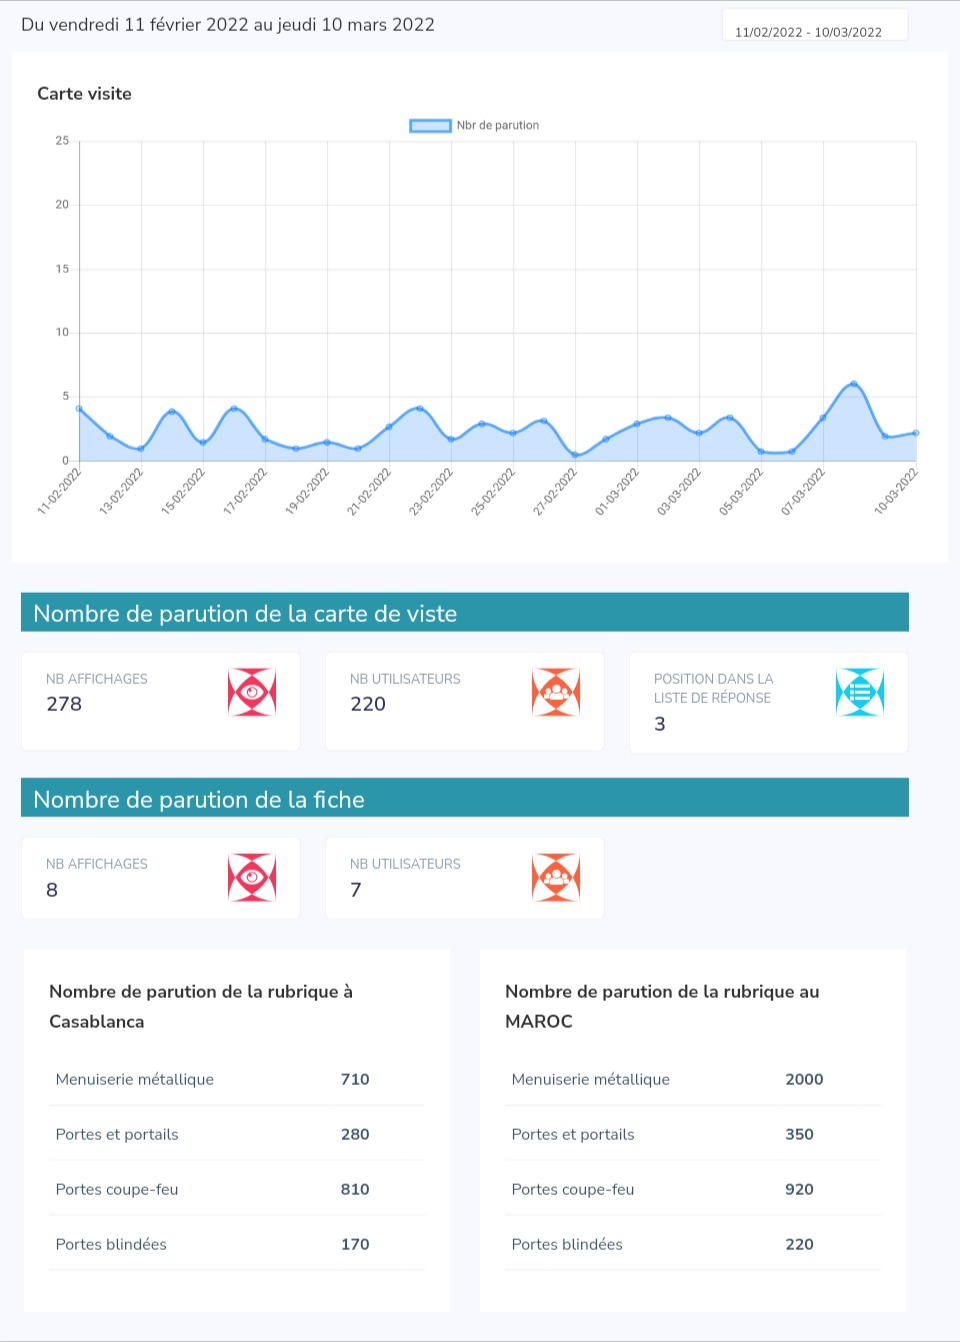 Du vendredi 11 février 2022 au jeudi 10 mars 2022
11/02/2022 - 10/03/2022
Carte visite
Nbr de parution
25
20
15
10
5
0
11-02-2022
13-02-2022
15-02-2022
17-02-2022
19-02-2022
21-02-2022
23-02-2022
25-02-2022
27-02-2022
01-03-2022
03-03-2022
05-03-2022
07-03-2022
10-03-2022
Nombre de parution de la carte de viste
NB AFFICHAGES
278
NB UTILISATEURS
220
POSITION DANS LA
LISTE DE RÉPONSE
3
Nombre de parution de la fiche
NB AFFICHAGES
8
NB UTILISATEURS
7
Nombre de parution de la rubrique à
Casablanca
Menuiserie métallique 710
Portes et portails 280
Portes coupe-feu 810
Portes blindées 170
Nombre de parution de la rubrique au
MAROC
Menuiserie métallique 2000
Portes et portails 350
Portes coupe-feu 920
Portes blindées 220